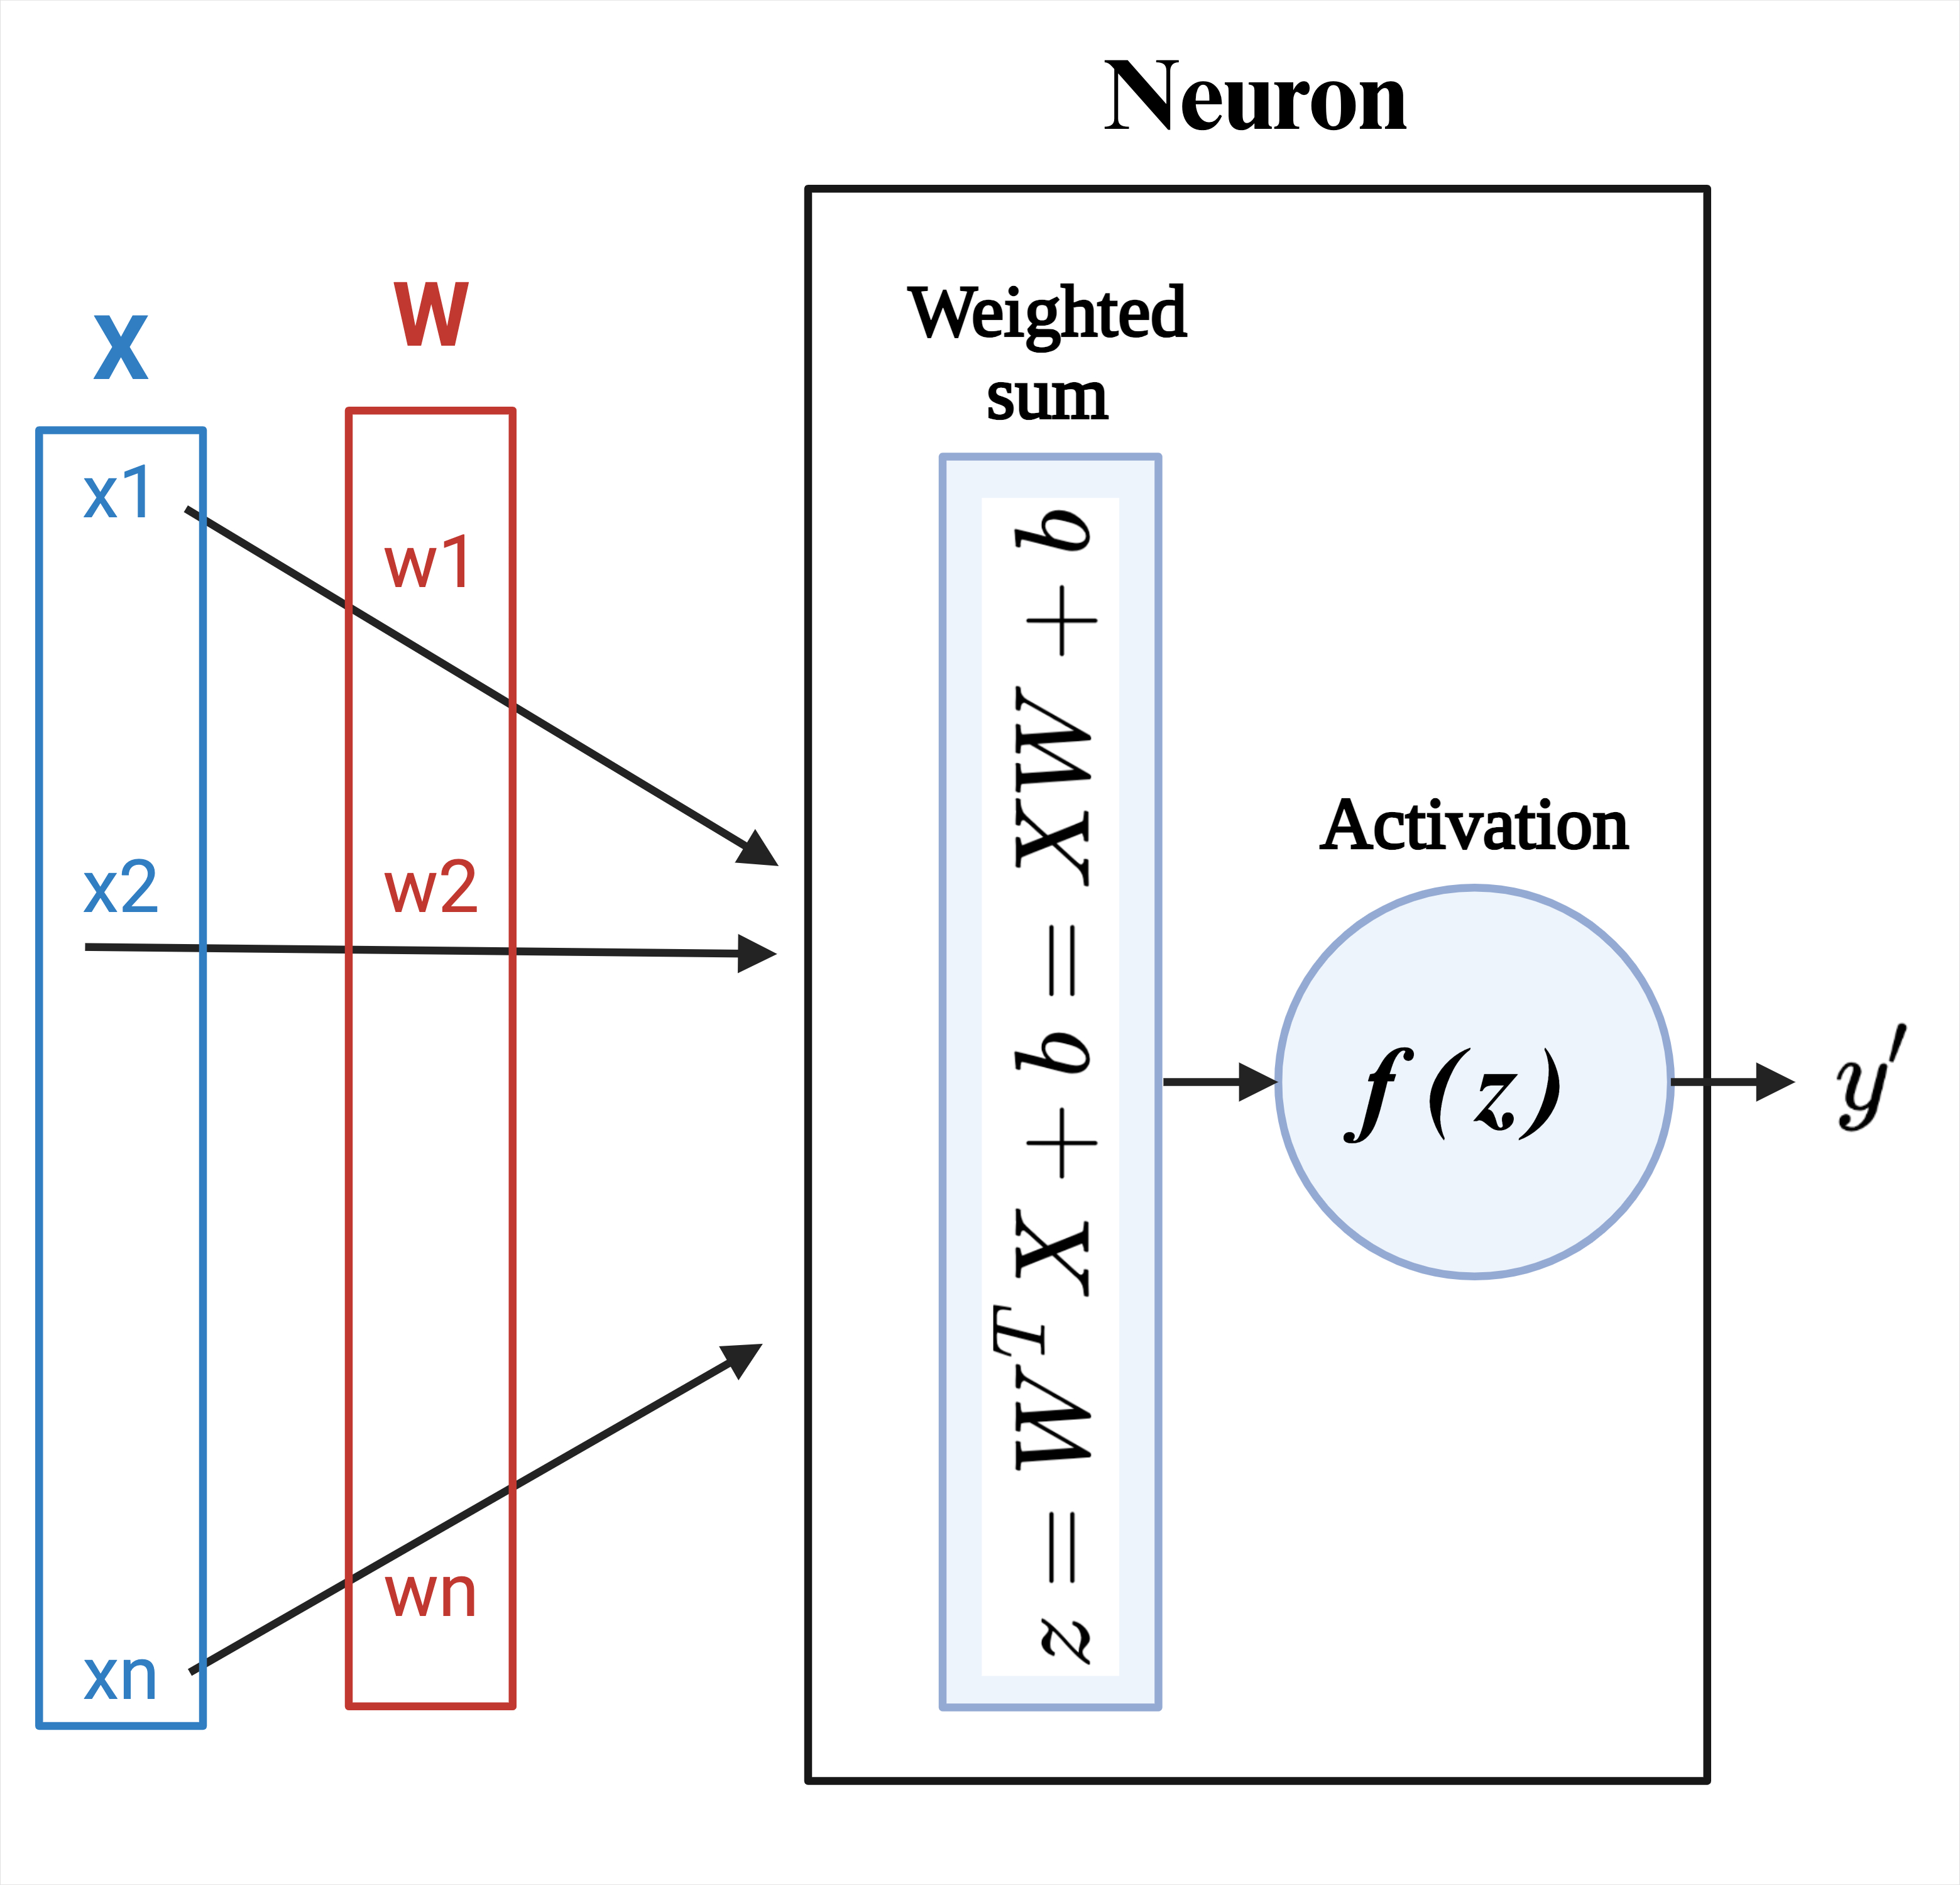 Neuron
X
W
Weighted
sum
x1
w1
x2
w2
xn
wn
z = W^T X + b = XW + b
Activation
f (z)
y′